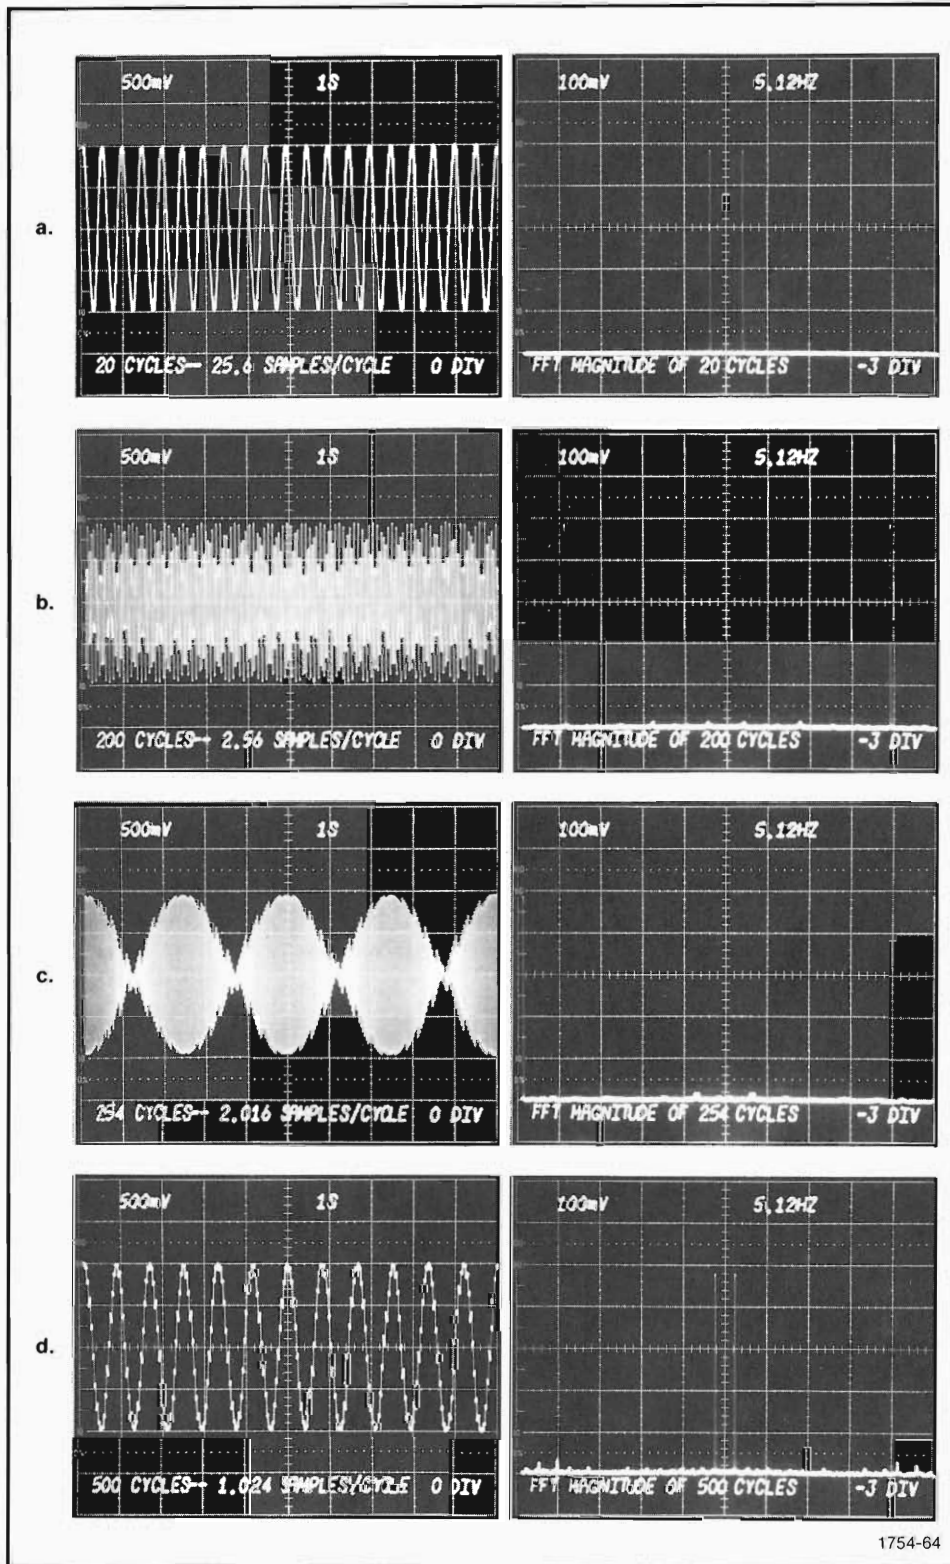 a.
500mV 1S
20 CYCLES-- 25.6 SAMPLES/CYCLE 0 DIV
100mV 5.12HZ
FFT MAGNITUDE OF 20 CYCLES -3 DIV
b.
500mV 1S
200 CYCLES-- 2.56 SAMPLES/CYCLE 0 DIV
100mV 5.12HZ
FFT MAGNITUDE OF 200 CYCLES -3 DIV
c.
500mV 1S
254 CYCLES-- 2.016 SAMPLES/CYCLE 0 DIV
100mV 5.12HZ
FFT MAGNITUDE OF 254 CYCLES -3 DIV
d.
500mV 1S
500 CYCLES-- 1.024 SAMPLES/CYCLE 0 DIV
100mV 5.12HZ
FFT MAGNITUDE OF 500 CYCLES -3 DIV
1754-64